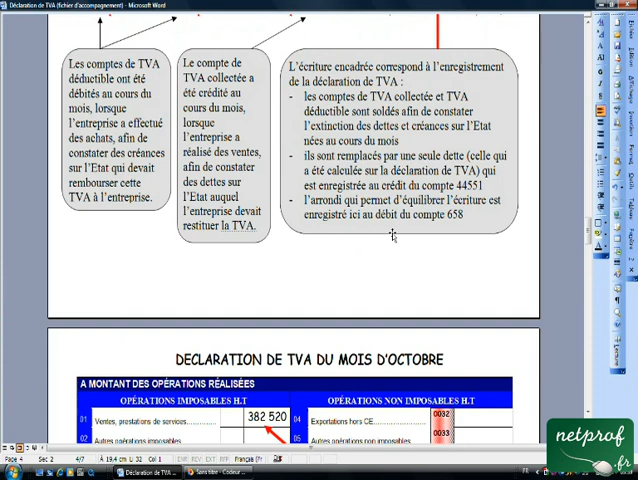 Déclaration de TVA (fichier d'accompagnement) - Microsoft Word
Les comptes de TVA
déductible ont été
débités au cours du
mois, lorsque
l'entreprise a effectué
des achats, afin de
constater des créances
sur l'Etat qui devait
rembourser cette
TVA à l'entreprise.
Le compte de
TVA collectée a
été crédité au
cours du mois,
lorsque
l'entreprise a
réalisé des ventes,
afin de constater
des dettes sur
l'Etat auquel
l'entreprise devait
restituer la TVA.
L'écriture encadrée correspond à l'enregistrement
de la déclaration de TVA :
- les comptes de TVA collectée et TVA
déductible sont soldés afin de constater
l'extinction des dettes et créances sur l'Etat
nées au cours du mois
- ils sont remplacés par une seule dette (celle qui
a été calculée sur la déclaration de TVA) qui
est enregistrée au crédit du compte 44551
- l'arrondi qui permet d'équilibrer l'écriture est
enregistré ici au débit du compte 658
DECLARATION DE TVA DU MOIS D'OCTOBRE
A MONTANT DES OPÉRATIONS RÉALISÉES
OPÉRATIONS IMPOSABLES H.T
OPÉRATIONS NON IMPOSABLES H.T
01 Ventes, prestations de services 382 520
04 Exportations hors CE 0032
02 Autres opérations imposables
05 Autres opérations non imposables 0033
Page 4 Sec 2 4/7 À 19,4 cm Li 32 Col 1 ENR REV EXT RFP Français (Fr
Déclaration de TVA ...
Sans titre - Codeur ...
FR
netprof
.fr